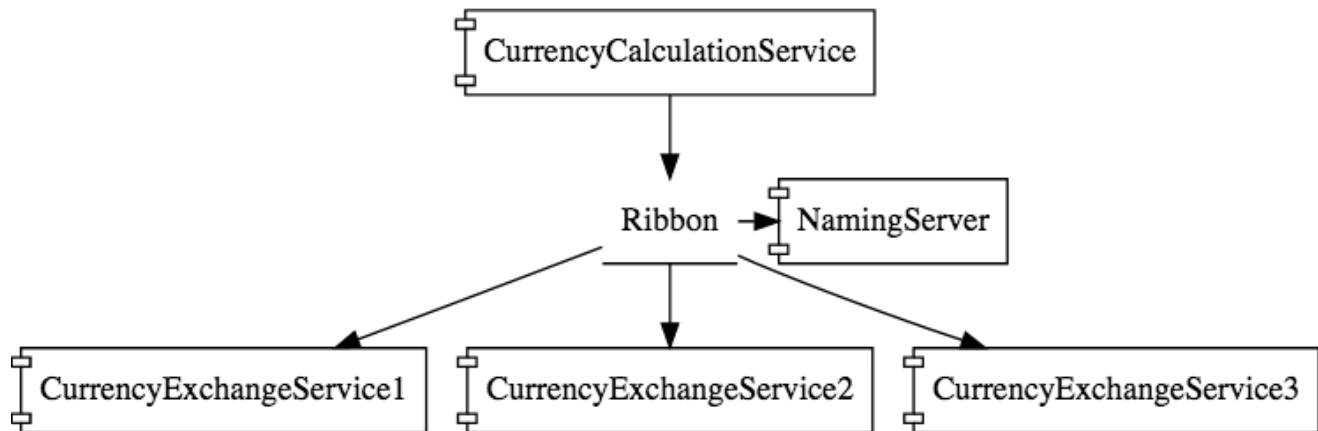 CurrencyCalculationService
Ribbon
NamingServer
CurrencyExchangeService1
CurrencyExchangeService2
CurrencyExchangeService3